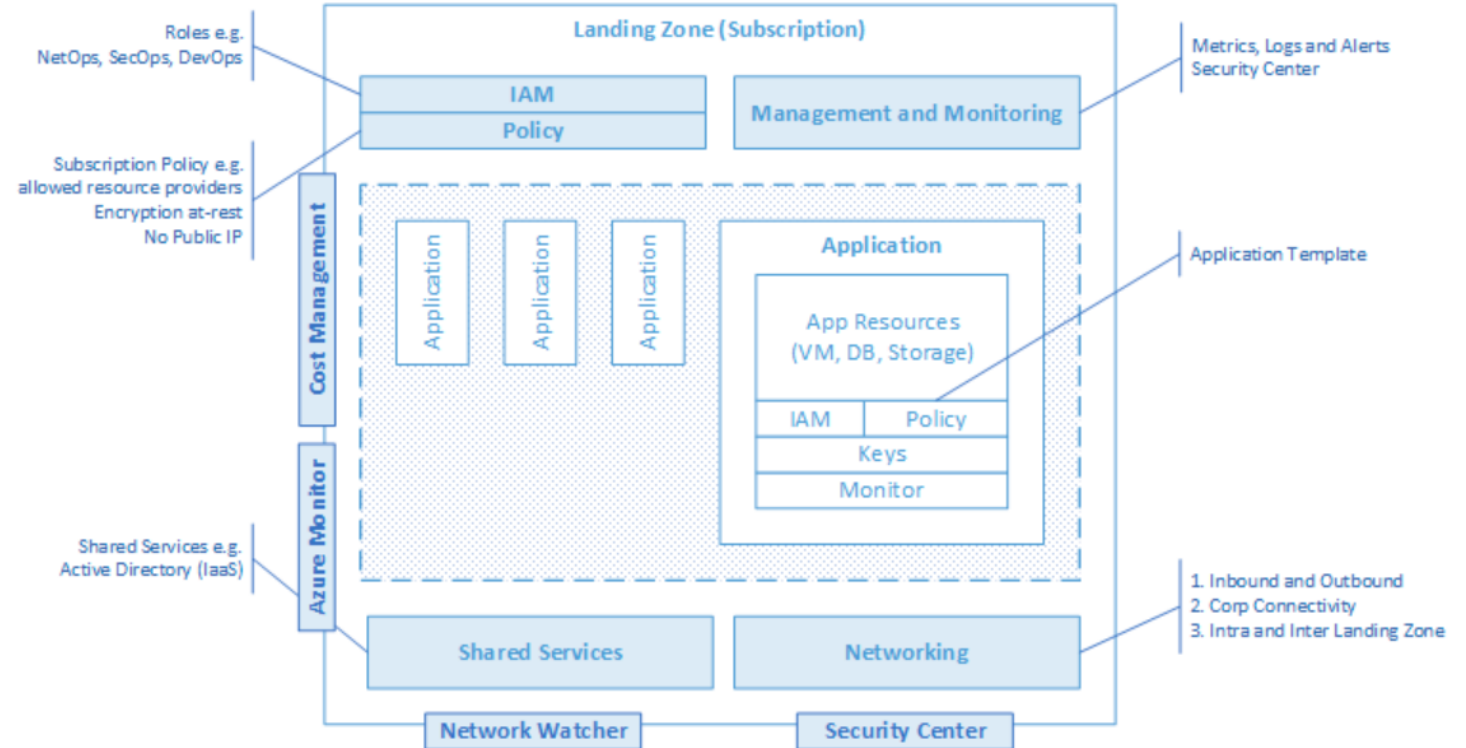 Landing Zone (Subscription)
Roles e.g.
NetOps, SecOps, DevOps
IAM
Policy
Management and Monitoring
Metrics, Logs and Alerts
Security Center
Subscription Policy e.g.
allowed resource providers
Encryption at-rest
No Public IP
Cost Management
Application
Application
Application
Application
App Resources
(VM, DB, Storage)
IAM
Policy
Keys
Monitor
Application Template
Azure Monitor
Shared Services e.g.
Active Directory (IaaS)
Shared Services
Networking
1. Inbound and Outbound
2. Corp Connectivity
3. Intra and Inter Landing Zone
Network Watcher
Security Center